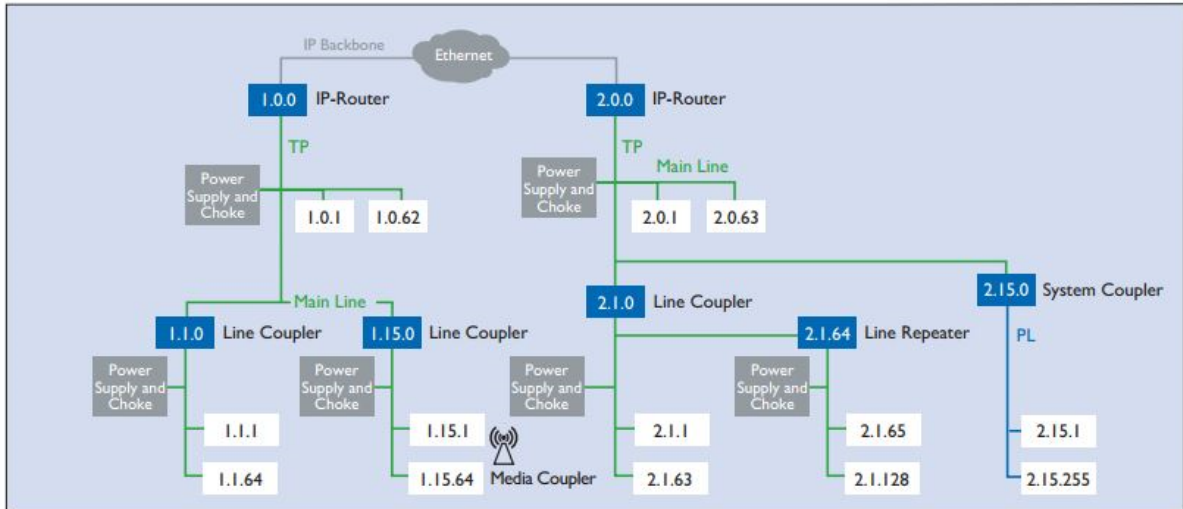 IP Backbone
Ethernet
1.0.0 IP-Router
2.0.0 IP-Router
TP
TP
Main Line
Power
Supply and
Choke
1.0.1
1.0.62
Power
Supply and
Choke
2.0.1
2.0.63
Main Line
2.1.0 Line Coupler
2.15.0 System Coupler
1.1.0 Line Coupler
1.15.0 Line Coupler
2.1.64 Line Repeater
PL
Power
Supply and
Choke
Power
Supply and
Choke
Power
Supply and
Choke
Power
Supply and
Choke
1.1.1
1.15.1
2.1.1
2.1.65
2.15.1
1.1.64
1.15.64
Media Coupler
2.1.63
2.1.128
2.15.255